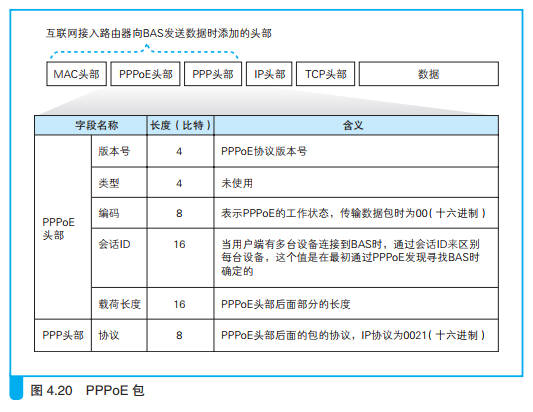 互联网接入路由器向BAS发送数据时添加的头部
MAC头部 PPPoE头部 PPP头部 IP头部 TCP头部 数据
字段名称 长度（比特） 含义
PPPoE头部 版本号 4 PPPoE协议版本号
类型 4 未使用
编码 8 表示PPPoE的工作状态，传输数据包时为00（十六进制）
会话ID 16 当用户端有多台设备连接到BAS时，通过会话ID来区别
每台设备，这个值是在最初通过PPPoE发现寻找BAS时
确定的
载荷长度 16 PPPoE头部后面部分的长度
PPP头部 协议 8 PPPoE头部后面的包的协议，IP协议为0021（十六进制）
图 4.20 PPPoE 包